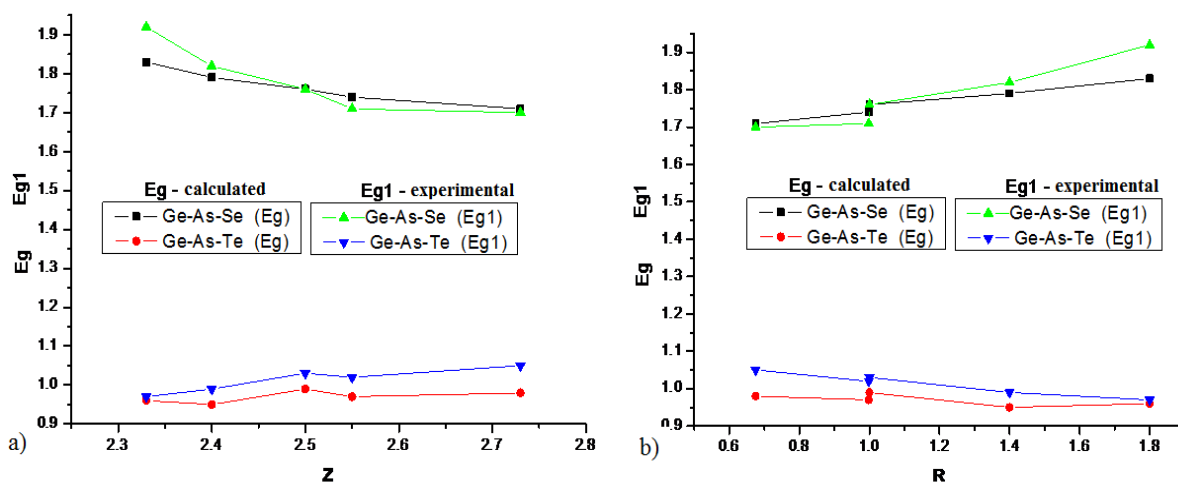 1.9
1.8
1.7
1.6
1.5
1.4
1.3
1.2
1.1
1.0
0.9
Eg Eg1
Eg - calculated Eg1 - experimental
Ge-As-Se (Eg) Ge-As-Se (Eg1)
Ge-As-Te (Eg) Ge-As-Te (Eg1)
2.3 2.4 2.5 2.6 2.7 2.8
a) Z
1.9
1.8
1.7
1.6
1.5
1.4
1.3
1.2
1.1
1.0
0.9
Eg Eg1
Eg - calculated Eg1 - experimental
Ge-As-Se (Eg) Ge-As-Se (Eg1)
Ge-As-Te (Eg) Ge-As-Te (Eg1)
0.6 0.8 1.0 1.2 1.4 1.6 1.8
b) R